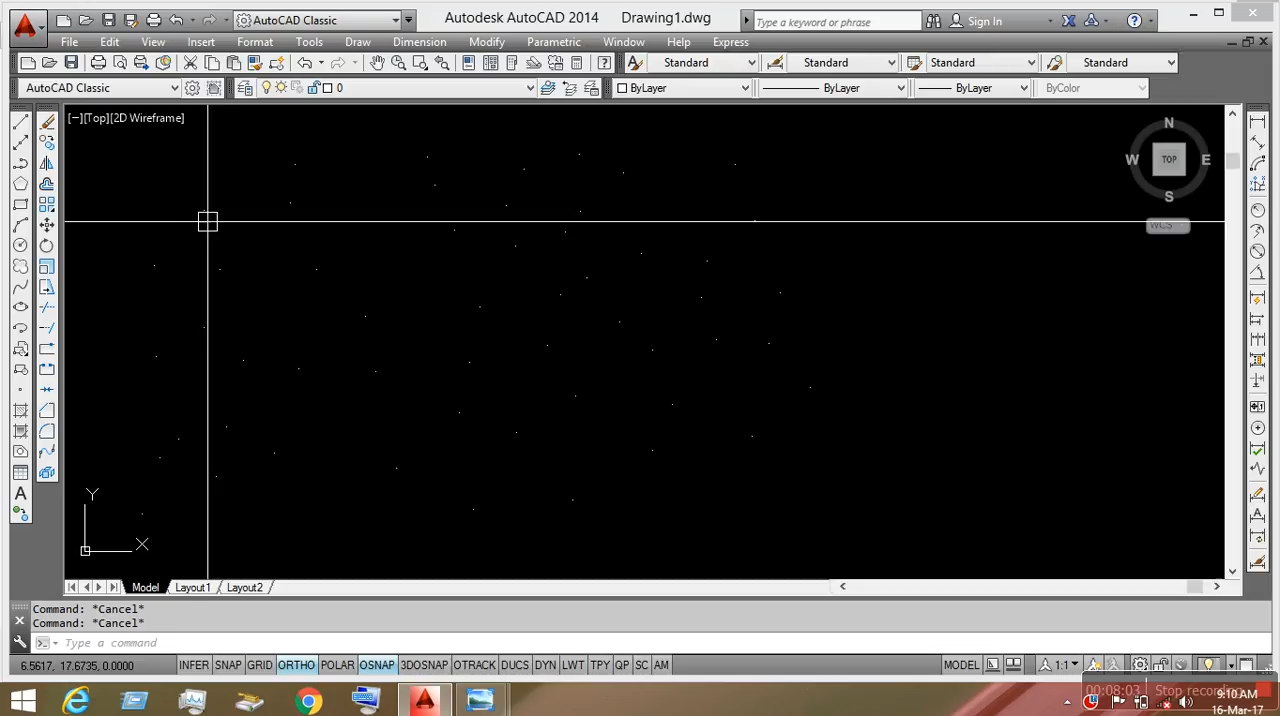 AutoCAD Classic
Autodesk AutoCAD 2014 Drawing1.dwg
Type a keyword or phrase
Sign In
File Edit View Insert Format Tools Draw Dimension Modify Parametric Window Help Express
Standard Standard Standard Standard
AutoCAD Classic
0
ByLayer ByLayer ByLayer ByColor
[−][Top][2D Wireframe]
N
W TOP E
S
WCS
Y
X
Model Layout1 Layout2
Command: *Cancel*
Command: *Cancel*
Type a command
6.5617, 17.6735, 0.0000 INFER SNAP GRID ORTHO POLAR OSNAP 3DOSNAP OTRACK DUCS DYN LWT TPY QP SC AM MODEL 1:1
00:08:03 Stop recording
9:10 AM
16-Mar-17